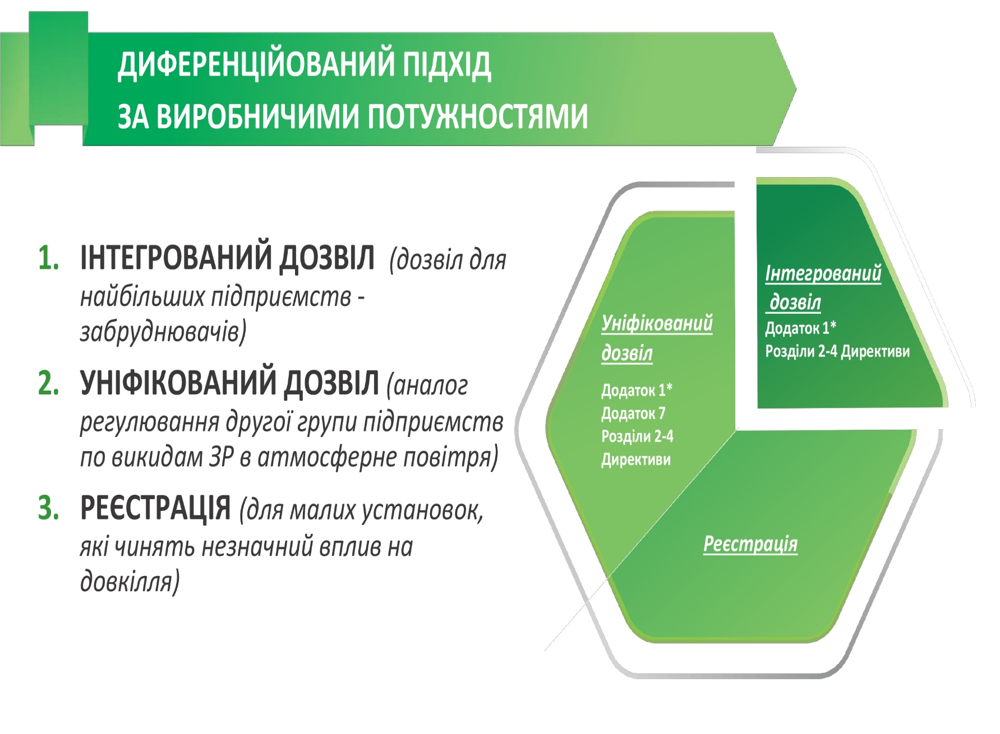 ДИФЕРЕНЦІЙОВАНИЙ ПІДХІД
ЗА ВИРОБНИЧИМИ ПОТУЖНОСТЯМИ
1. ІНТЕГРОВАНИЙ ДОЗВІЛ (дозвіл для
найбільших підприємств -
забруднювачів)
2. УНІФІКОВАНИЙ ДОЗВІЛ (аналог
регулювання другої групи підприємств
по викидам ЗР в атмосферне повітря)
3. РЕЄСТРАЦІЯ (для малих установок,
які чинять незначний вплив на
довкілля)
Інтегрований
дозвіл
Додаток 1*
Розділи 2-4 Директиви
Уніфікований
дозвіл
Додаток 1*
Додаток 7
Розділи 2-4
Директиви
Реєстрація